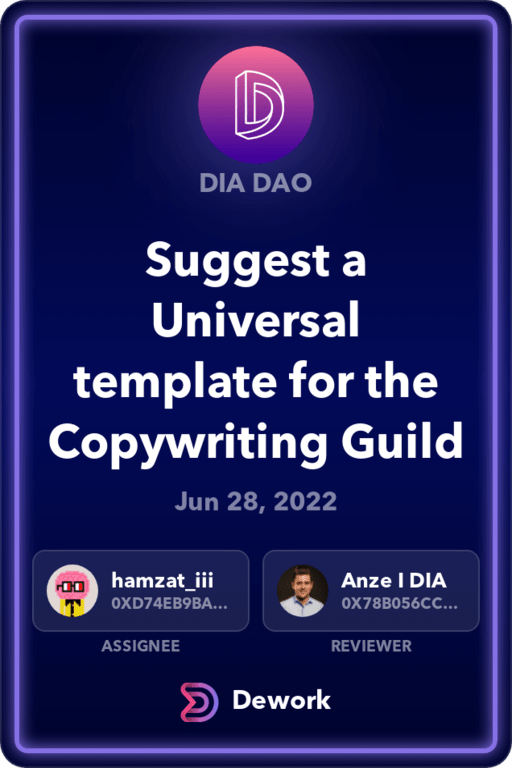 DIA DAO
Suggest a
Universal
template for the
Copywriting Guild
Jun 28, 2022
hamzat_iii
0XD74EB9BA...
ASSIGNEE
Anze I DIA
0X78B056CC...
REVIEWER
Dework